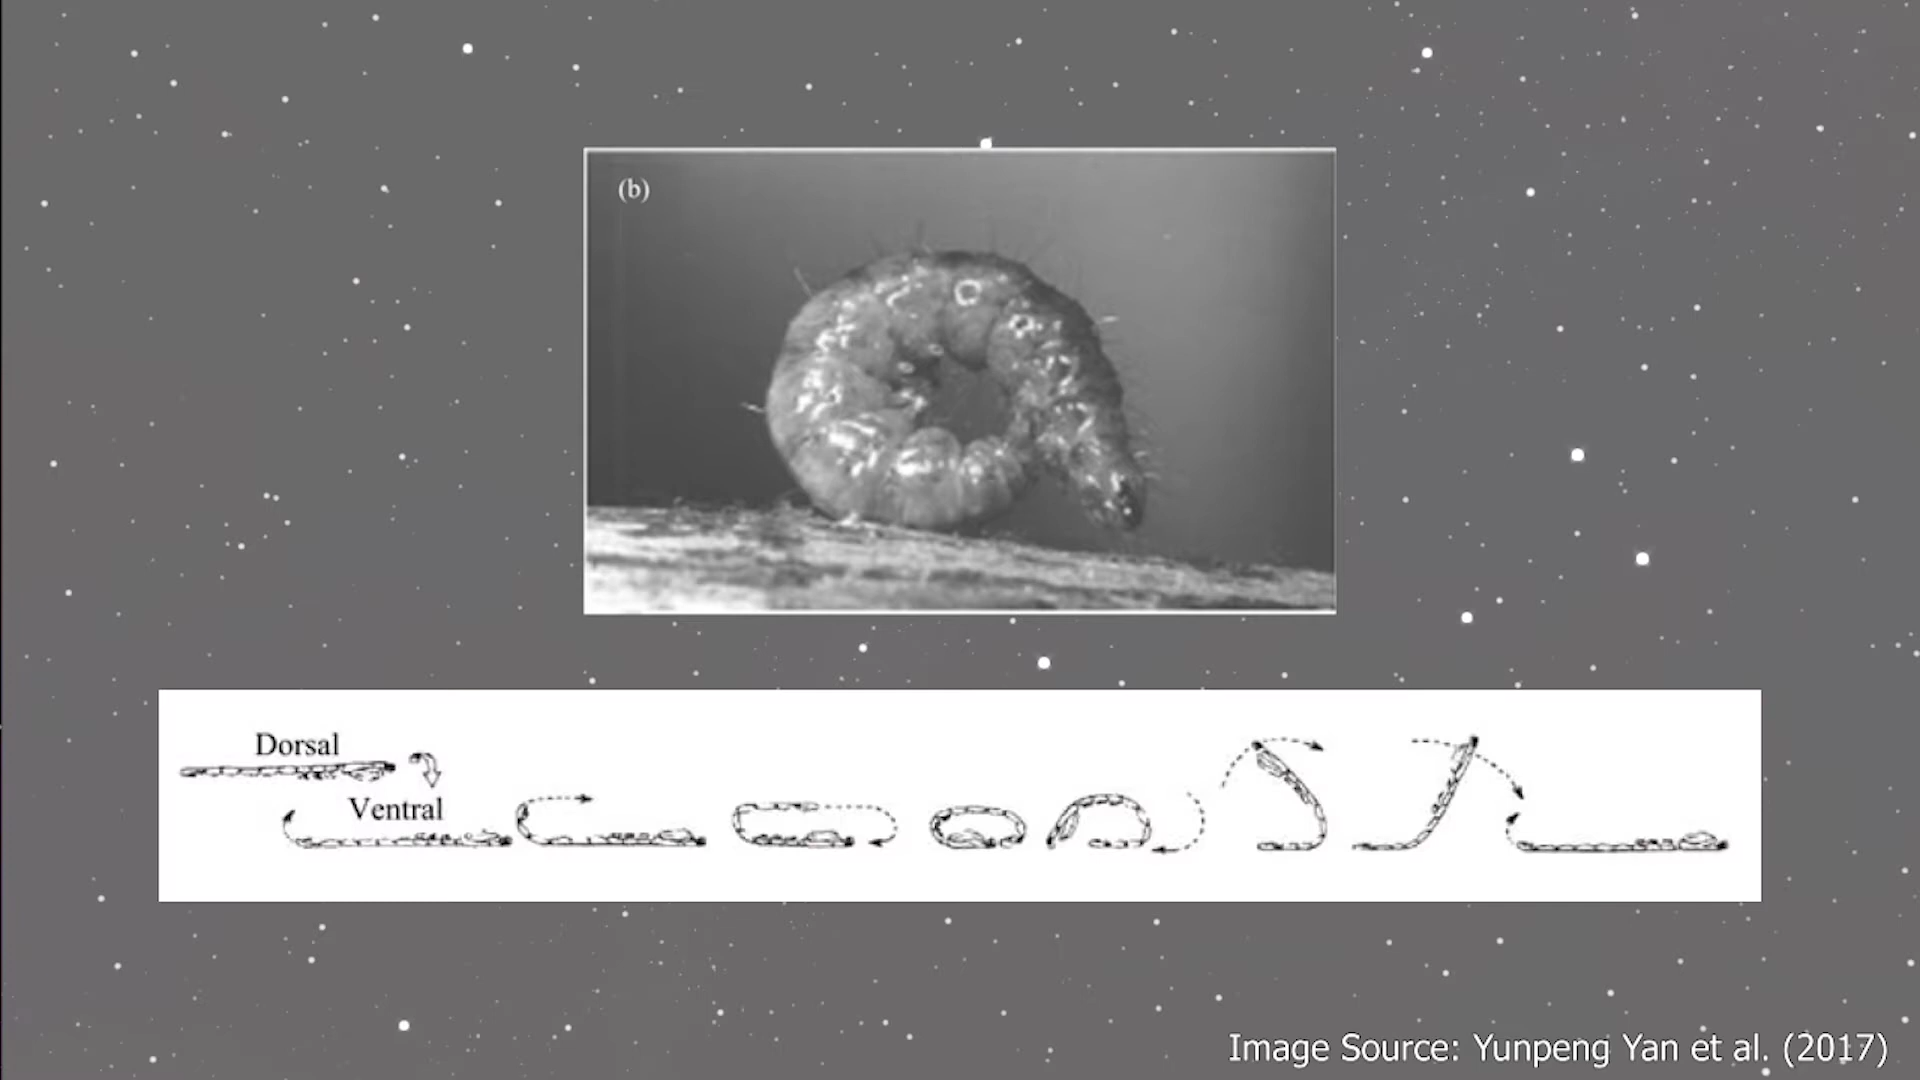 (b)
Dorsal
Ventral
Image Source: Yunpeng Yan et al. (2017)